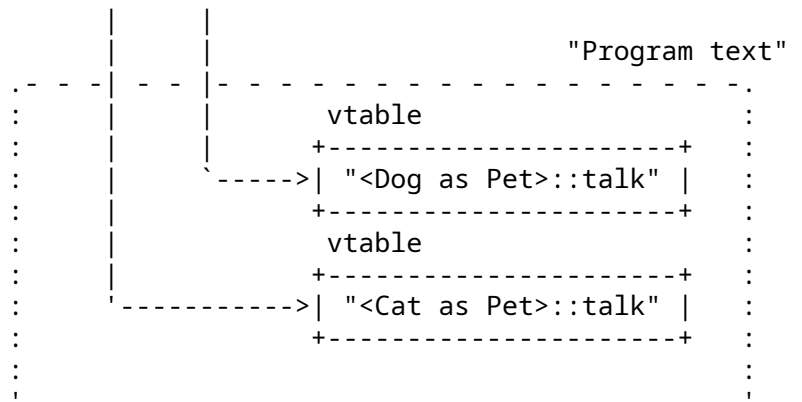 "Program text"
vtable
"<Dog as Pet>::talk"
vtable
"<Cat as Pet>::talk"